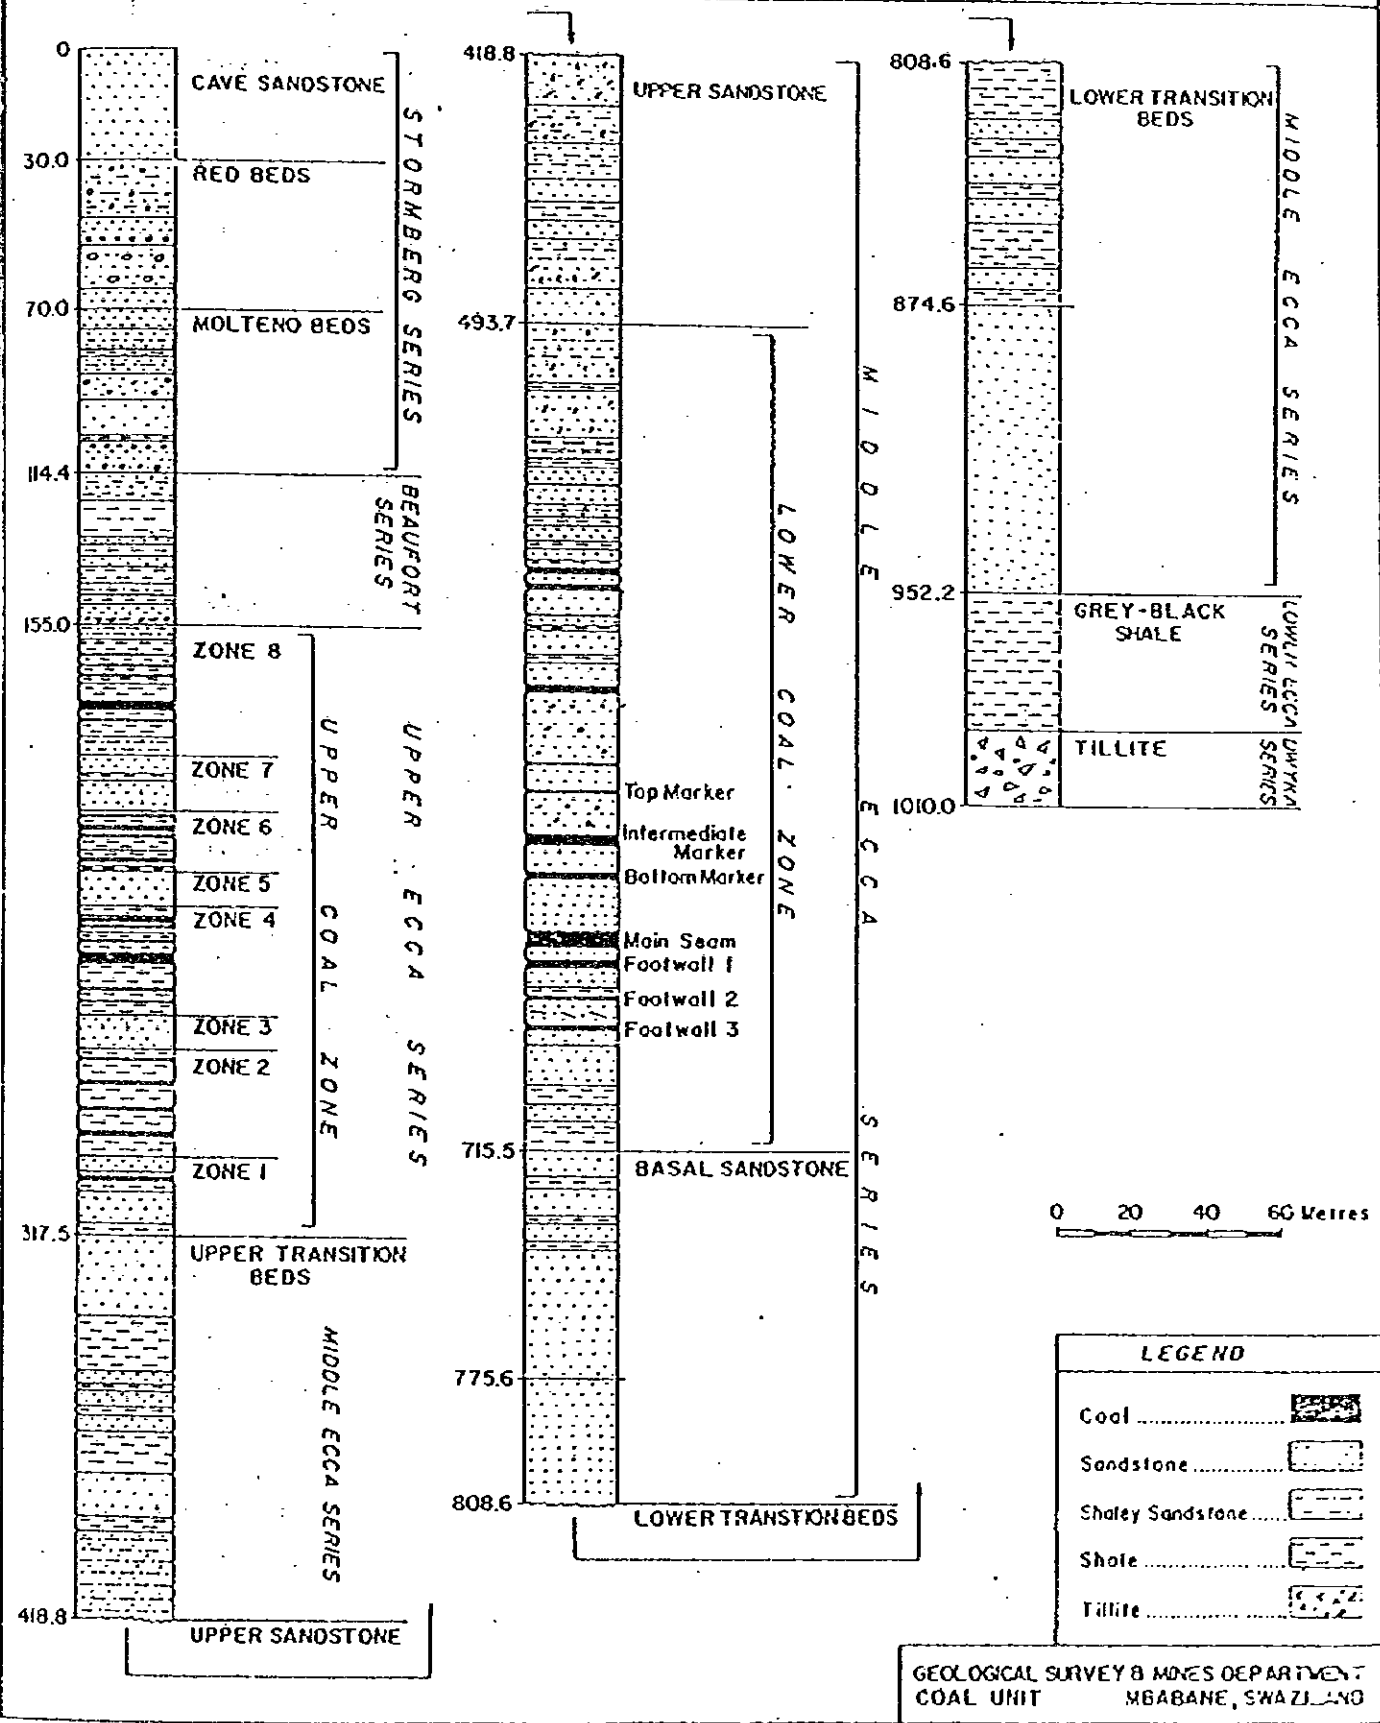 0
CAVE SANDSTONE
30.0
RED BEDS
70.0
MOLTENO BEDS
STORMBERG SERIES
114.4
BEAUFORT
SERIES
155.0
ZONE 8
ZONE 7
ZONE 6
ZONE 5
ZONE 4
ZONE 3
ZONE 2
ZONE 1
UPPER COAL ZONE
UPPER ECCA SERIES
317.5
UPPER TRANSITION
BEDS
MIDDLE ECCA SERIES
418.8
UPPER SANDSTONE
418.8
UPPER SANDSTONE
493.7
Top Marker
Intermediate
Marker
Bottom Marker
Main Seam
Footwall 1
Footwall 2
Footwall 3
LOWER COAL ZONE
MIDDLE ECCA SERIES
715.5
BASAL SANDSTONE
775.6
808.6
LOWER TRANSTION BEDS
808.6
LOWER TRANSITION
BEDS
874.6
MIDDLE ECCA SERIES
952.2
GREY-BLACK
SHALE
LOWER ECCA
SERIES
TILLITE
DWYKA
SERIES
1010.0
0 20 40 60 Metres
LEGEND
Coal
Sandstone
Shaley Sandstone
Shale
Tillite
GEOLOGICAL SURVEY & MINES DEPARTMENT
COAL UNIT MBABANE, SWAZILAND